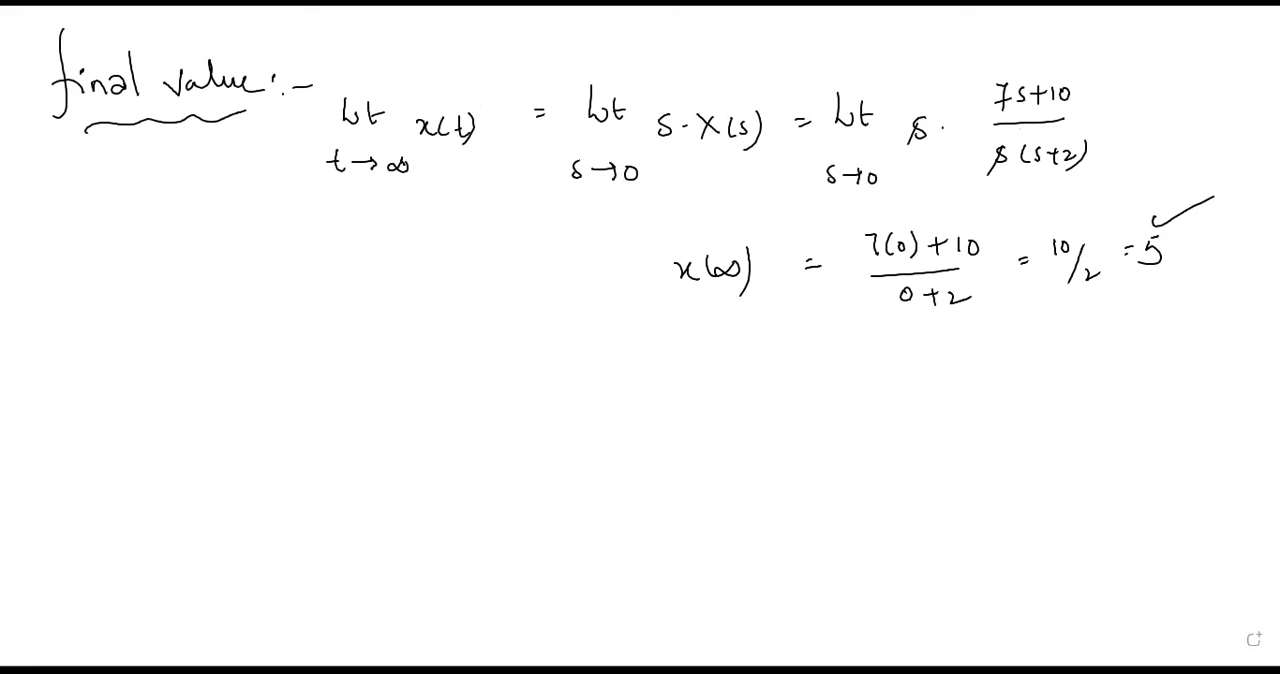 final value:-
Lt t→∞ x(t) = Lt s→0 s·X(s) = Lt s→0 s· 7s+10 / s(s+2)
x(∞) = 7(0)+10 / 0+2 = 10/2 = 5 ✓